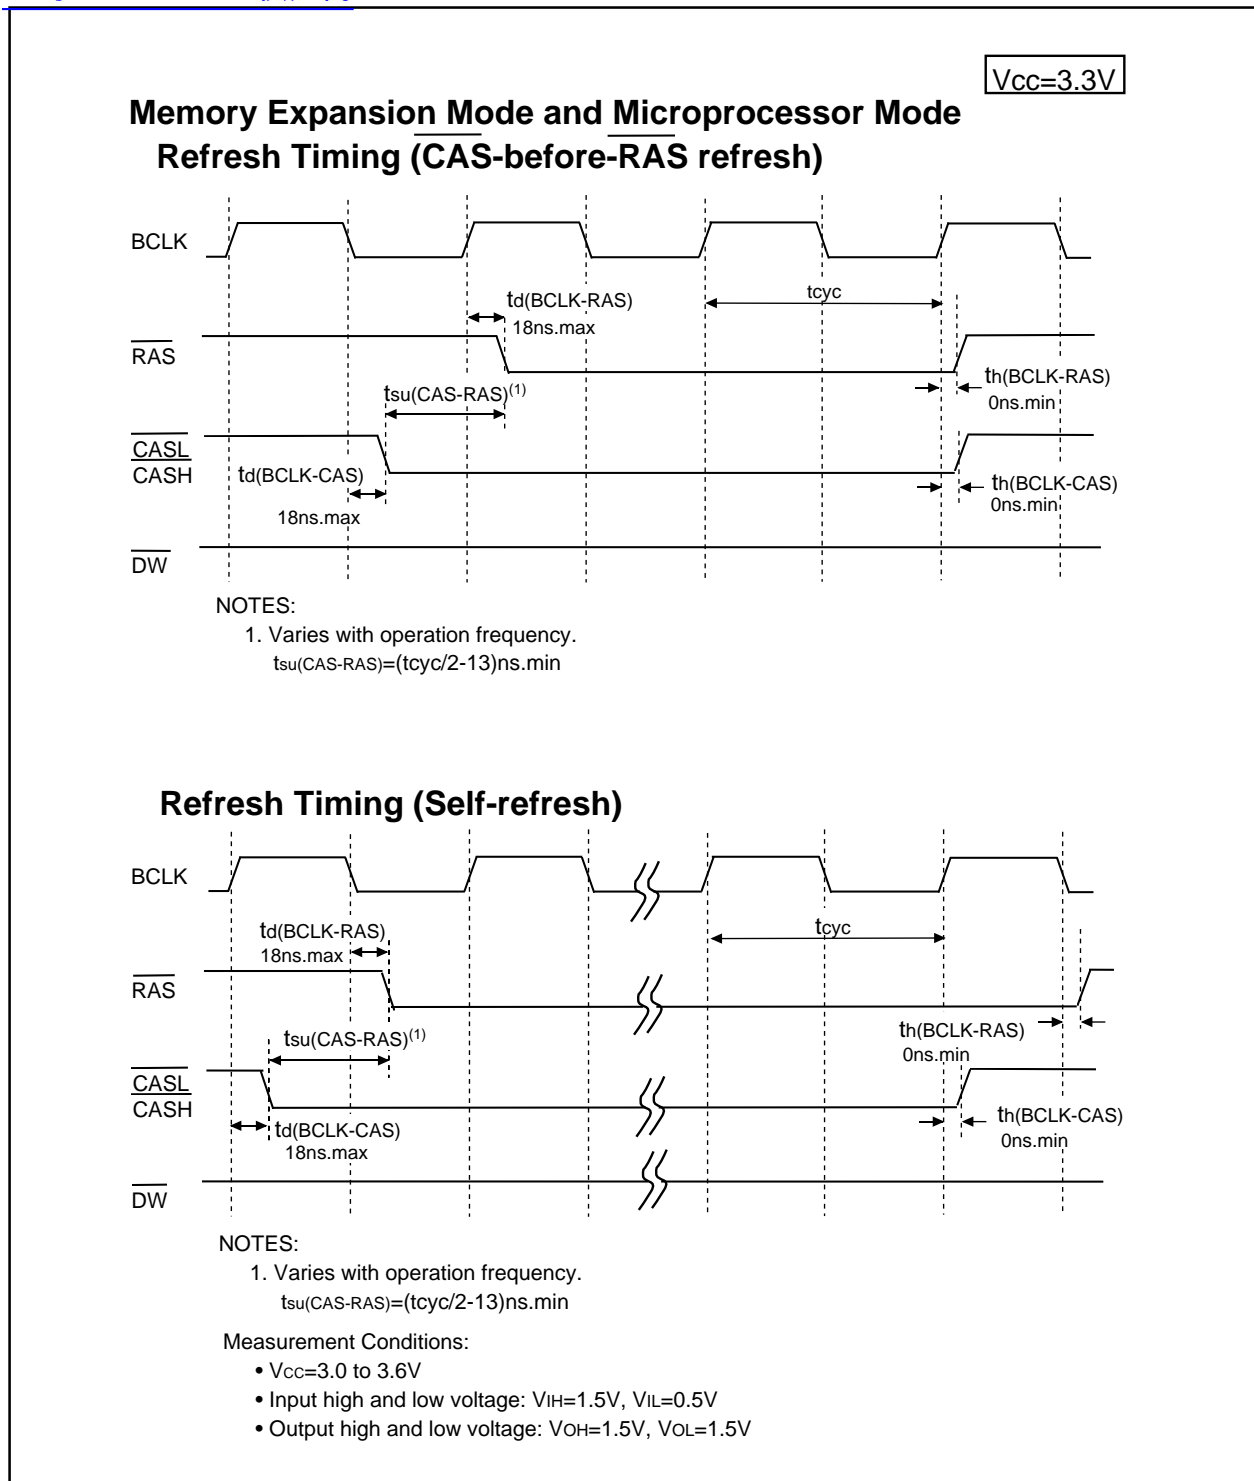 Vcc=3.3V
Memory Expansion Mode and Microprocessor Mode
Refresh Timing (CAS-before-RAS refresh)
BCLK
td(BCLK-RAS)
18ns.max
tcyc
RAS
th(BCLK-RAS)
0ns.min
tsu(CAS-RAS)(1)
CASL
CASH
td(BCLK-CAS)
18ns.max
th(BCLK-CAS)
0ns.min
DW
NOTES:
1. Varies with operation frequency.
tsu(CAS-RAS)=(tcyc/2-13)ns.min
Refresh Timing (Self-refresh)
BCLK
td(BCLK-RAS)
18ns.max
tcyc
RAS
tsu(CAS-RAS)(1)
th(BCLK-RAS)
0ns.min
CASL
CASH
td(BCLK-CAS)
18ns.max
th(BCLK-CAS)
0ns.min
DW
NOTES:
1. Varies with operation frequency.
tsu(CAS-RAS)=(tcyc/2-13)ns.min
Measurement Conditions:
• VCC=3.0 to 3.6V
• Input high and low voltage: VIH=1.5V, VIL=0.5V
• Output high and low voltage: VOH=1.5V, VOL=1.5V